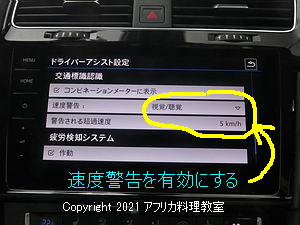 MENU
ドライバーアシスト設定
交通標識認識
コンビネーションメーターに表示
速度警告：
視覚/聴覚
警告される超過速度
5 km/h
疲労検知システム
作動
速度警告を有効にする
Copyright 2021 アフリカ料理教室